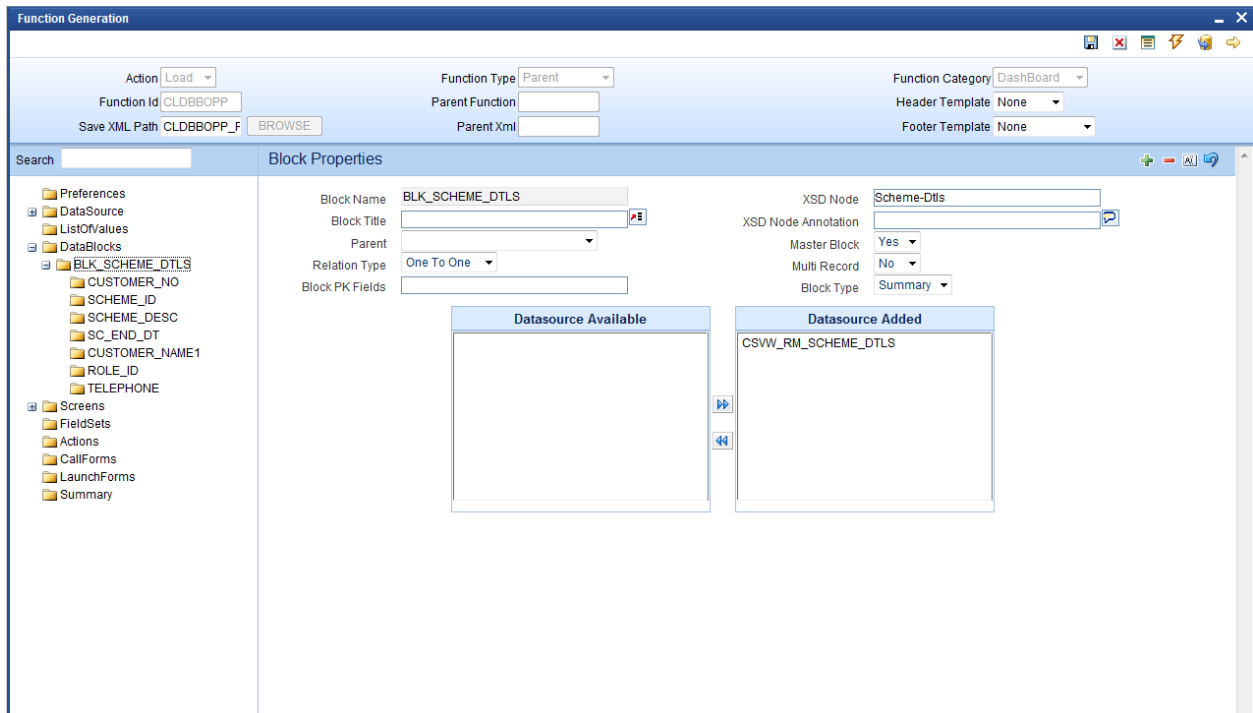 Function Generation
Action Load Function Type Parent Function Category DashBoard
Function Id CLDBBOPP Parent Function Header Template None
Save XML Path CLDBBOPP_F BROWSE Parent Xml Footer Template None
Search Block Properties
Preferences
DataSource
ListOfValues
DataBlocks
BLK_SCHEME_DTLS
CUSTOMER_NO
SCHEME_ID
SCHEME_DESC
SC_END_DT
CUSTOMER_NAME1
ROLE_ID
TELEPHONE
Screens
FieldSets
Actions
CallForms
LaunchForms
Summary
Block Name BLK_SCHEME_DTLS XSD Node Scheme-Dtls
Block Title XSD Node Annotation
Parent Master Block Yes
Relation Type One To One Multi Record No
Block PK Fields Block Type Summary
Datasource Available Datasource Added
CSVW_RM_SCHEME_DTLS